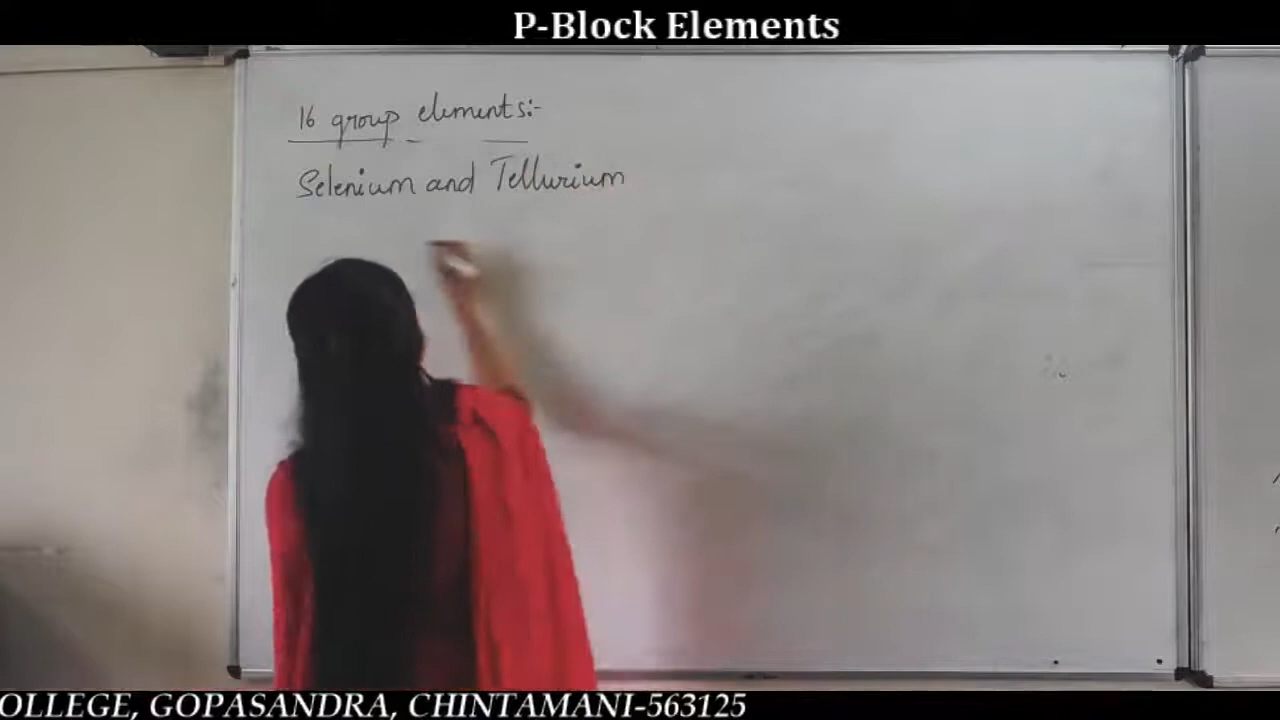 P-Block Elements
16 group elements:-
Selenium and Tellurium
OLLEGE, GOPASANDRA, CHINTAMANI-563125